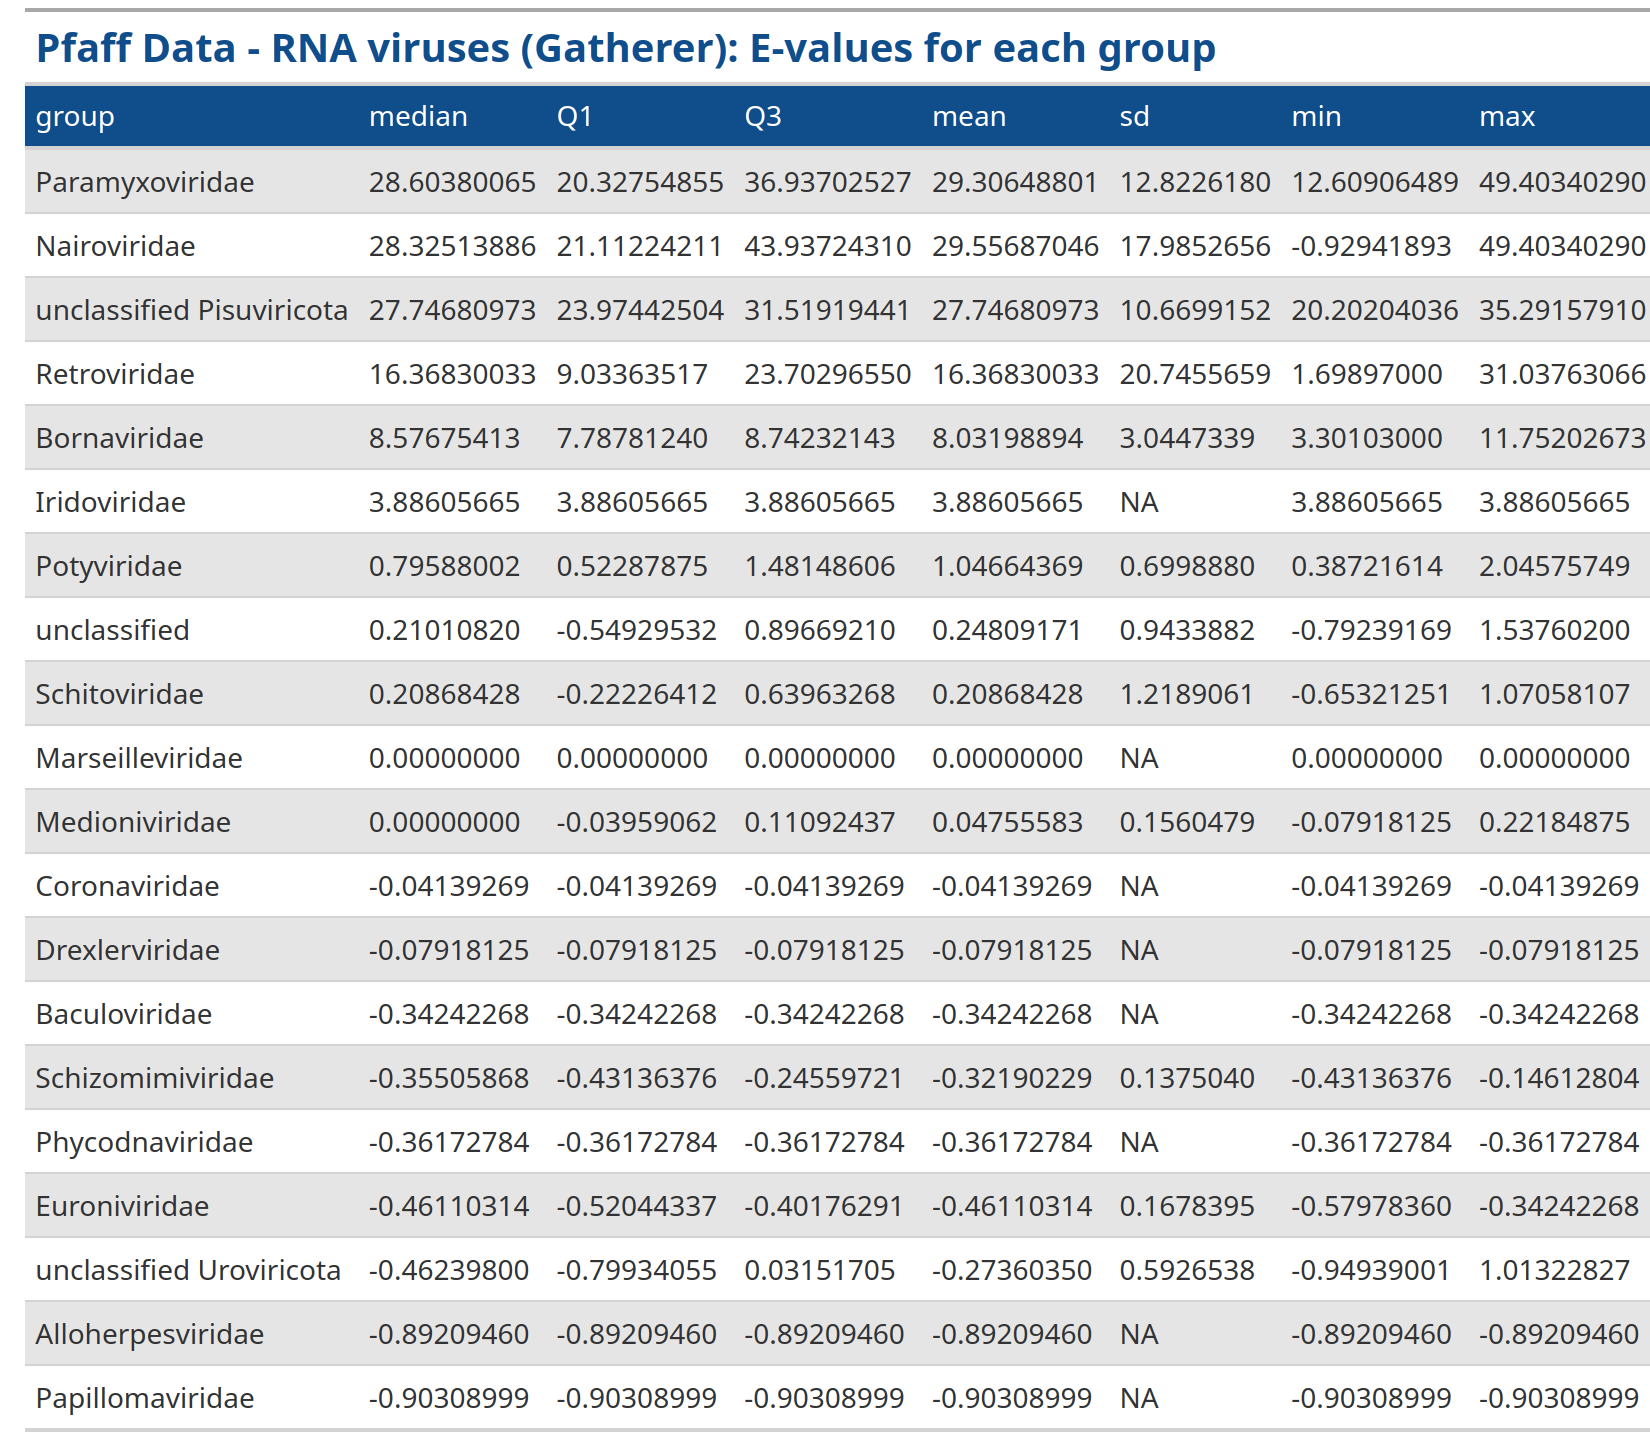 Pfaff Data - RNA viruses (Gatherer): E-values for each group
group median Q1 Q3 mean sd min max
Paramyxoviridae 28.60380065 20.32754855 36.93702527 29.30648801 12.8226180 12.60906489 49.40340290
Nairoviridae 28.32513886 21.11224211 43.93724310 29.55687046 17.9852656 -0.92941893 49.40340290
unclassified Pisuviricota 27.74680973 23.97442504 31.51919441 27.74680973 10.6699152 20.20204036 35.29157910
Retroviridae 16.36830033 9.03363517 23.70296550 16.36830033 20.7455659 1.69897000 31.03763066
Bornaviridae 8.57675413 7.78781240 8.74232143 8.03198894 3.0447339 3.30103000 11.75202673
Iridoviridae 3.88605665 3.88605665 3.88605665 3.88605665 NA 3.88605665 3.88605665
Potyviridae 0.79588002 0.52287875 1.48148606 1.04664369 0.6998880 0.38721614 2.04575749
unclassified 0.21010820 -0.54929532 0.89669210 0.24809171 0.9433882 -0.79239169 1.53760200
Schitoviridae 0.20868428 -0.22226412 0.63963268 0.20868428 1.2189061 -0.65321251 1.07058107
Marseilleviridae 0.00000000 0.00000000 0.00000000 0.00000000 NA 0.00000000 0.00000000
Medioniviridae 0.00000000 -0.03959062 0.11092437 0.04755583 0.1560479 -0.07918125 0.22184875
Coronaviridae -0.04139269 -0.04139269 -0.04139269 -0.04139269 NA -0.04139269 -0.04139269
Drexlerviridae -0.07918125 -0.07918125 -0.07918125 -0.07918125 NA -0.07918125 -0.07918125
Baculoviridae -0.34242268 -0.34242268 -0.34242268 -0.34242268 NA -0.34242268 -0.34242268
Schizomimiviridae -0.35505868 -0.43136376 -0.24559721 -0.32190229 0.1375040 -0.43136376 -0.14612804
Phycodnaviridae -0.36172784 -0.36172784 -0.36172784 -0.36172784 NA -0.36172784 -0.36172784
Euroniviridae -0.46110314 -0.52044337 -0.40176291 -0.46110314 0.1678395 -0.57978360 -0.34242268
unclassified Uroviricota -0.46239800 -0.79934055 0.03151705 -0.27360350 0.5926538 -0.94939001 1.01322827
Alloherpesviridae -0.89209460 -0.89209460 -0.89209460 -0.89209460 NA -0.89209460 -0.89209460
Papillomaviridae -0.90308999 -0.90308999 -0.90308999 -0.90308999 NA -0.90308999 -0.90308999